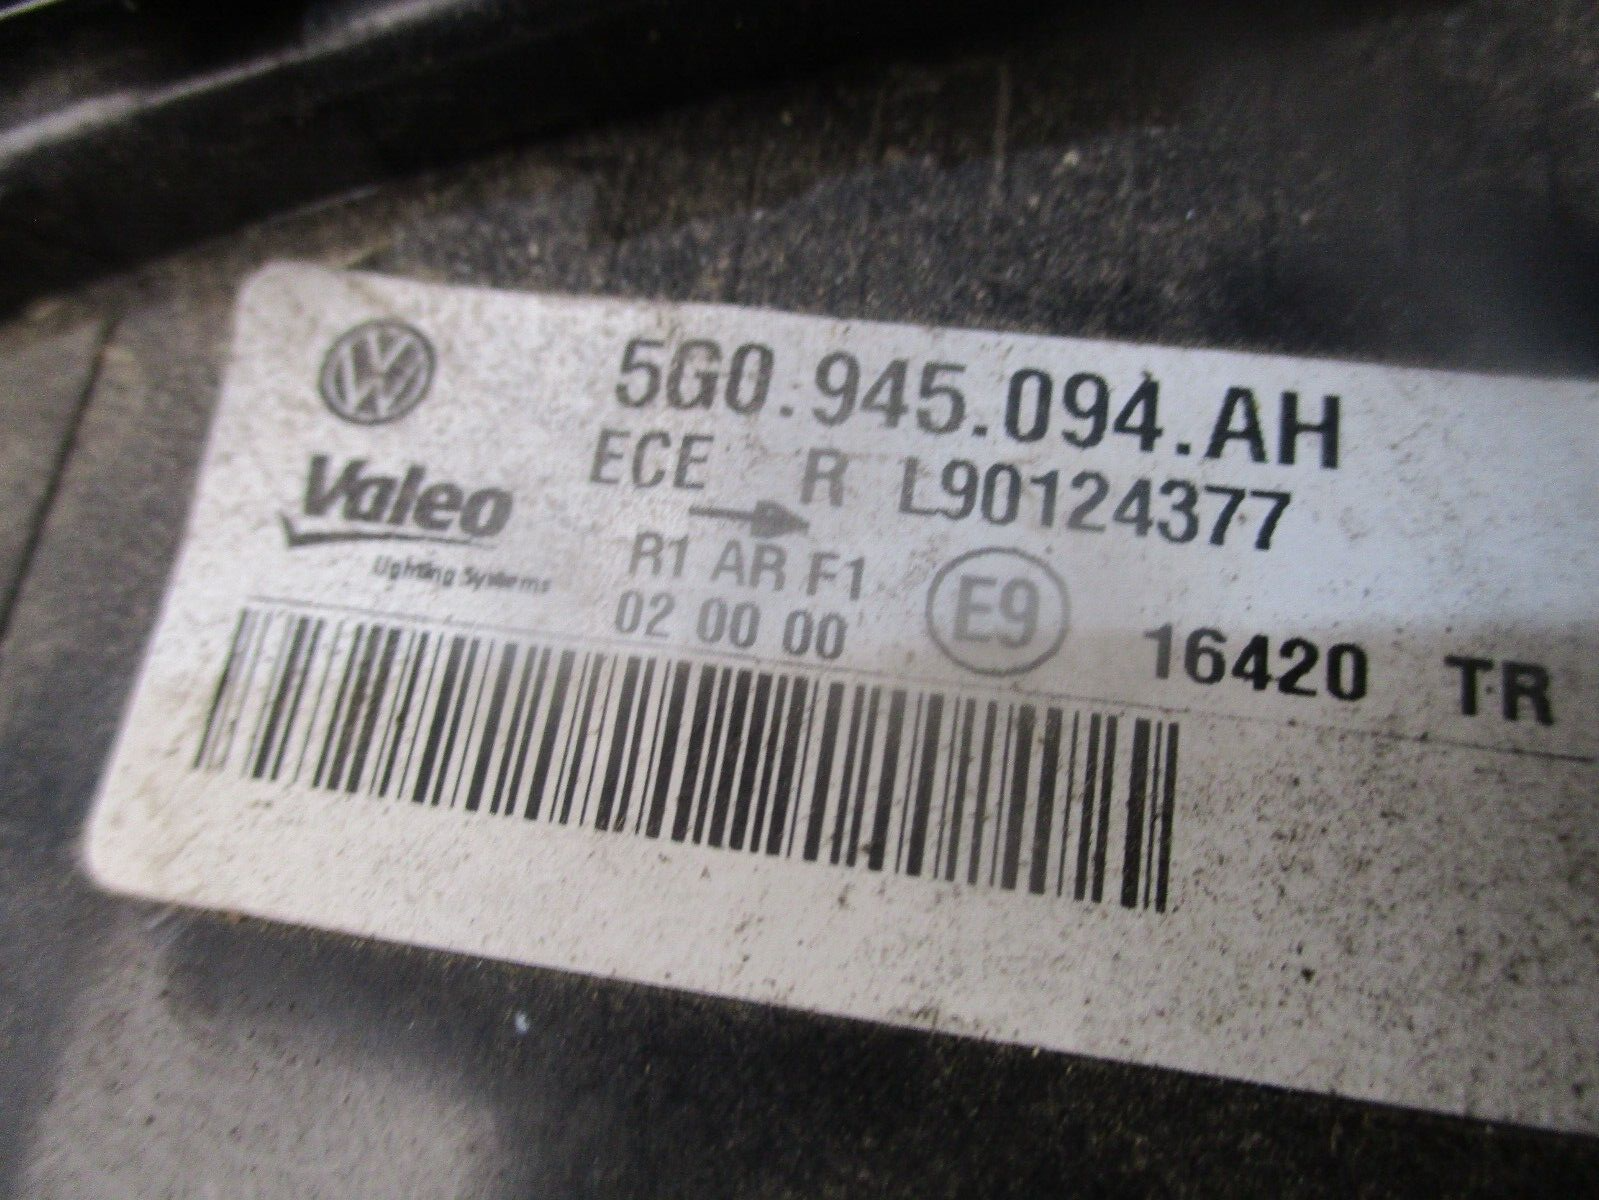 5G0.945.094.AH
Valeo
Lighting Systems
ECE R L90124377
R1 AR F1
02 00 00
E9
16420 TR